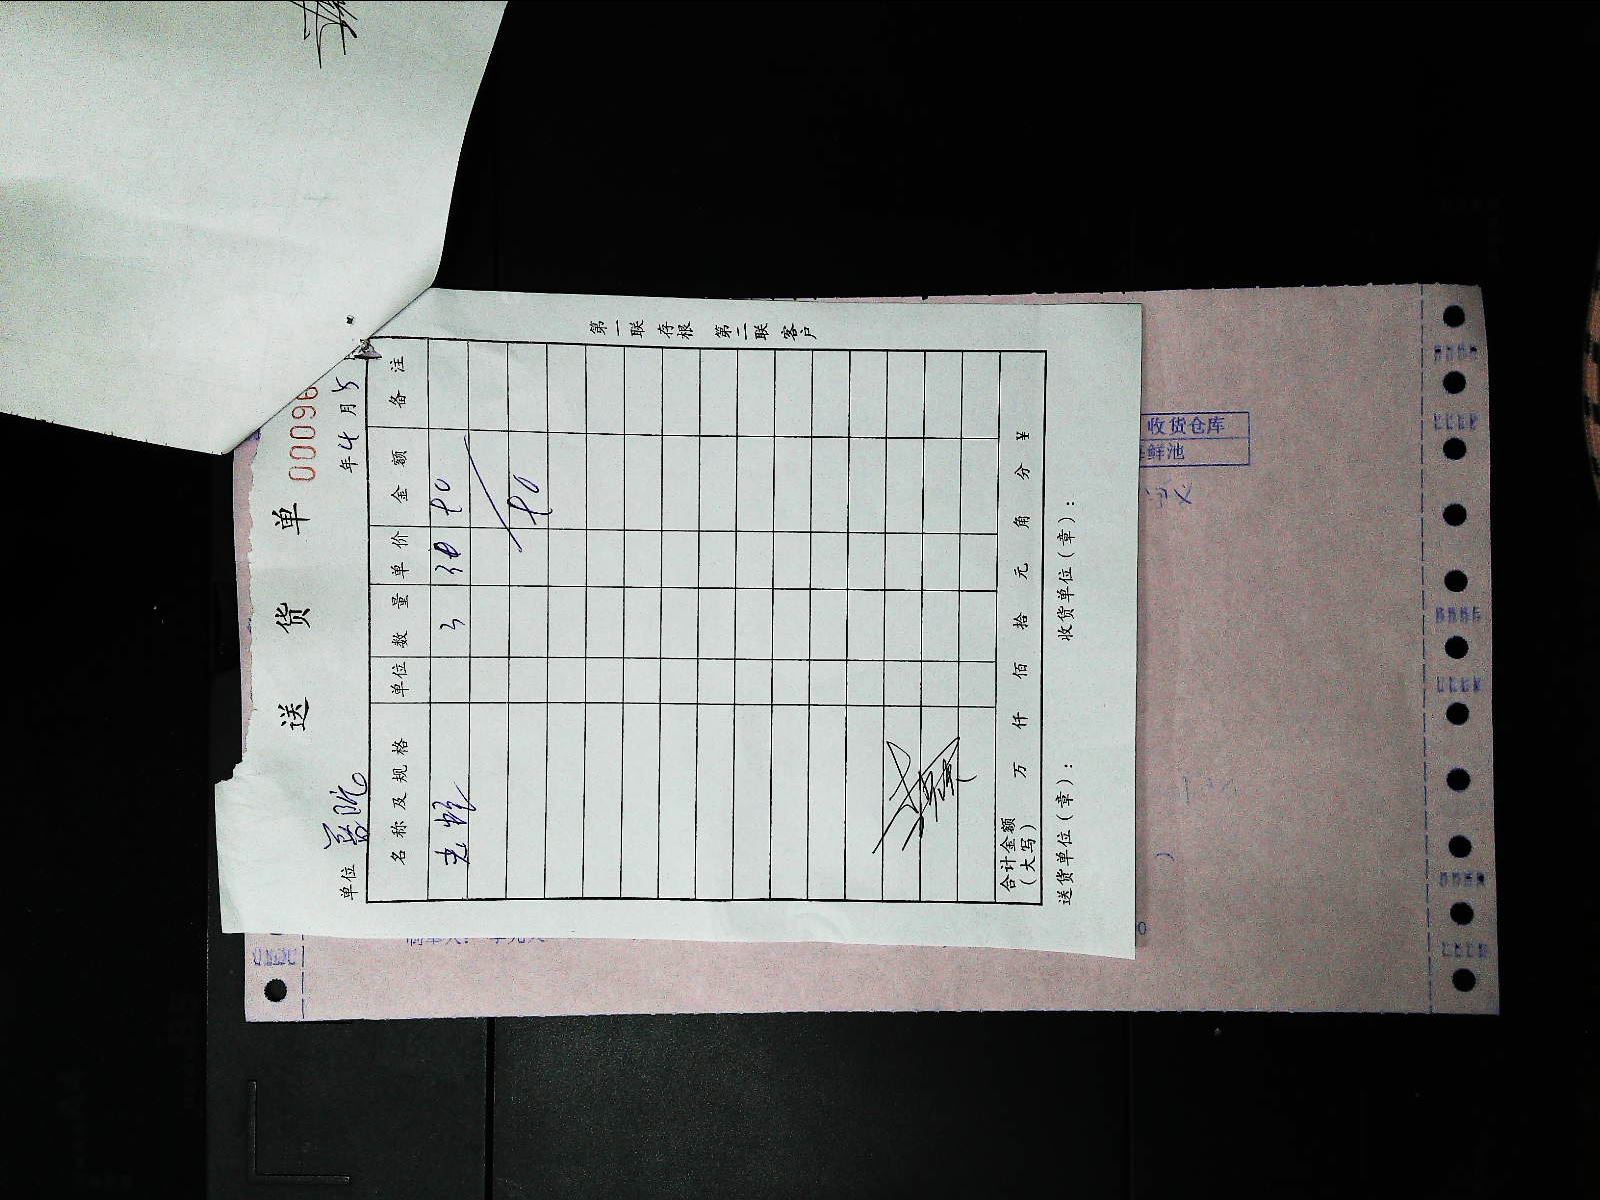 送 货 单
00096
单位 年4月5
名称及规格 单位 数量 单价 金额 备注
3 30 90
90
合计金额(大写) 万 仟 佰 拾 元 角 分 ¥
送货单位(章): 收货单位(章):
第一联 存根 第二联 客户
收货仓库
鲜池